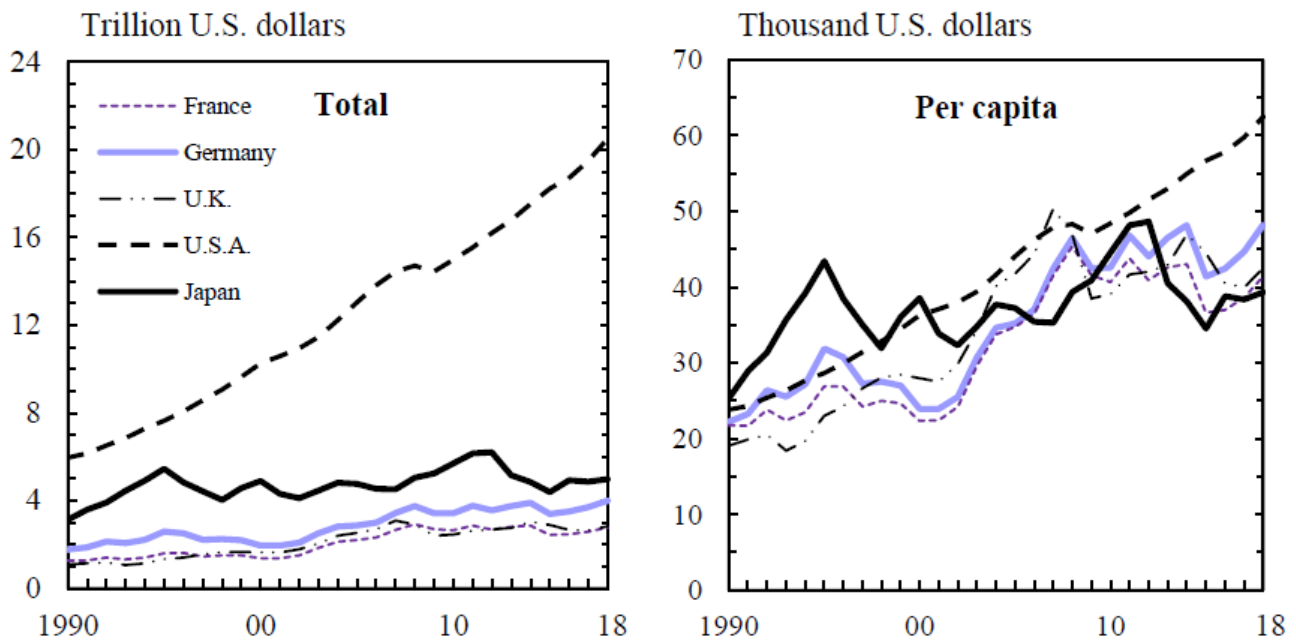 Trillion U.S. dollars
24
20
16
12
8
4
0
Total
France
Germany
U.K.
U.S.A.
Japan
1990 00 10 18
Thousand U.S. dollars
70
60
50
40
30
20
10
0
Per capita
1990 00 10 18